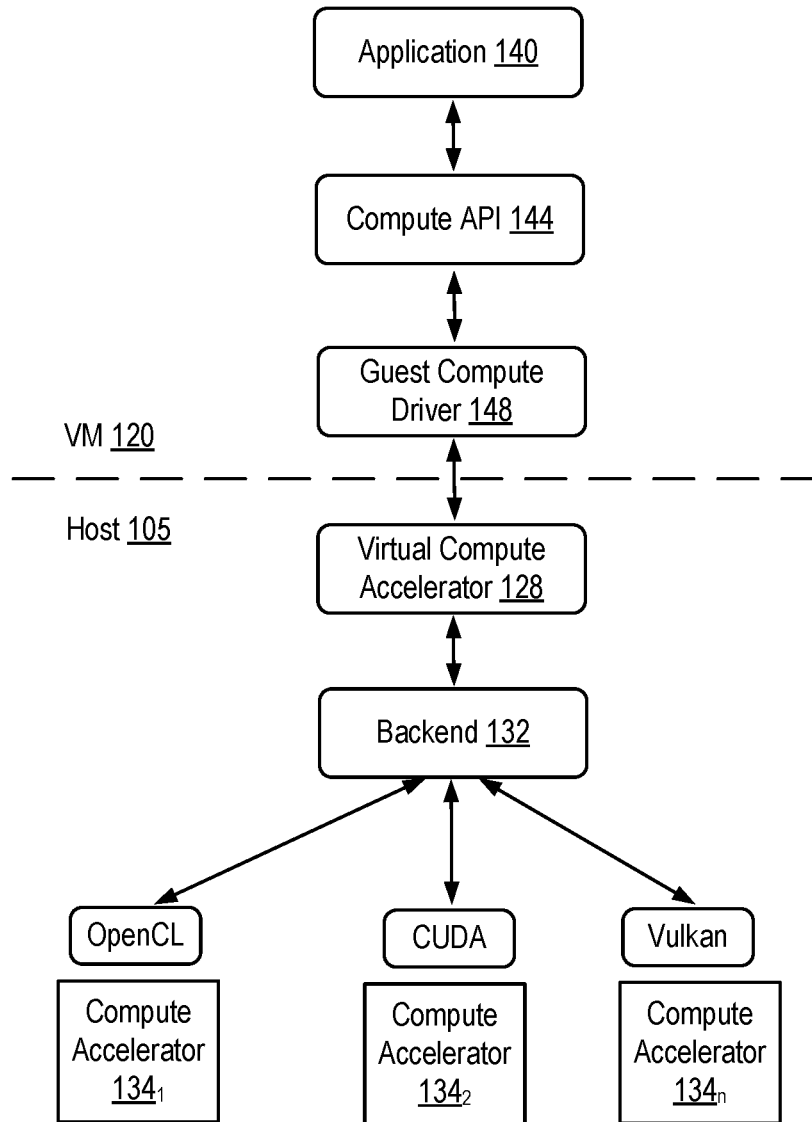 Application 140
Compute API 144
Guest Compute
Driver 148
VM 120
Host 105
Virtual Compute
Accelerator 128
Backend 132
OpenCL
CUDA
Vulkan
Compute
Accelerator
134₁
Compute
Accelerator
134₂
Compute
Accelerator
134ₙ